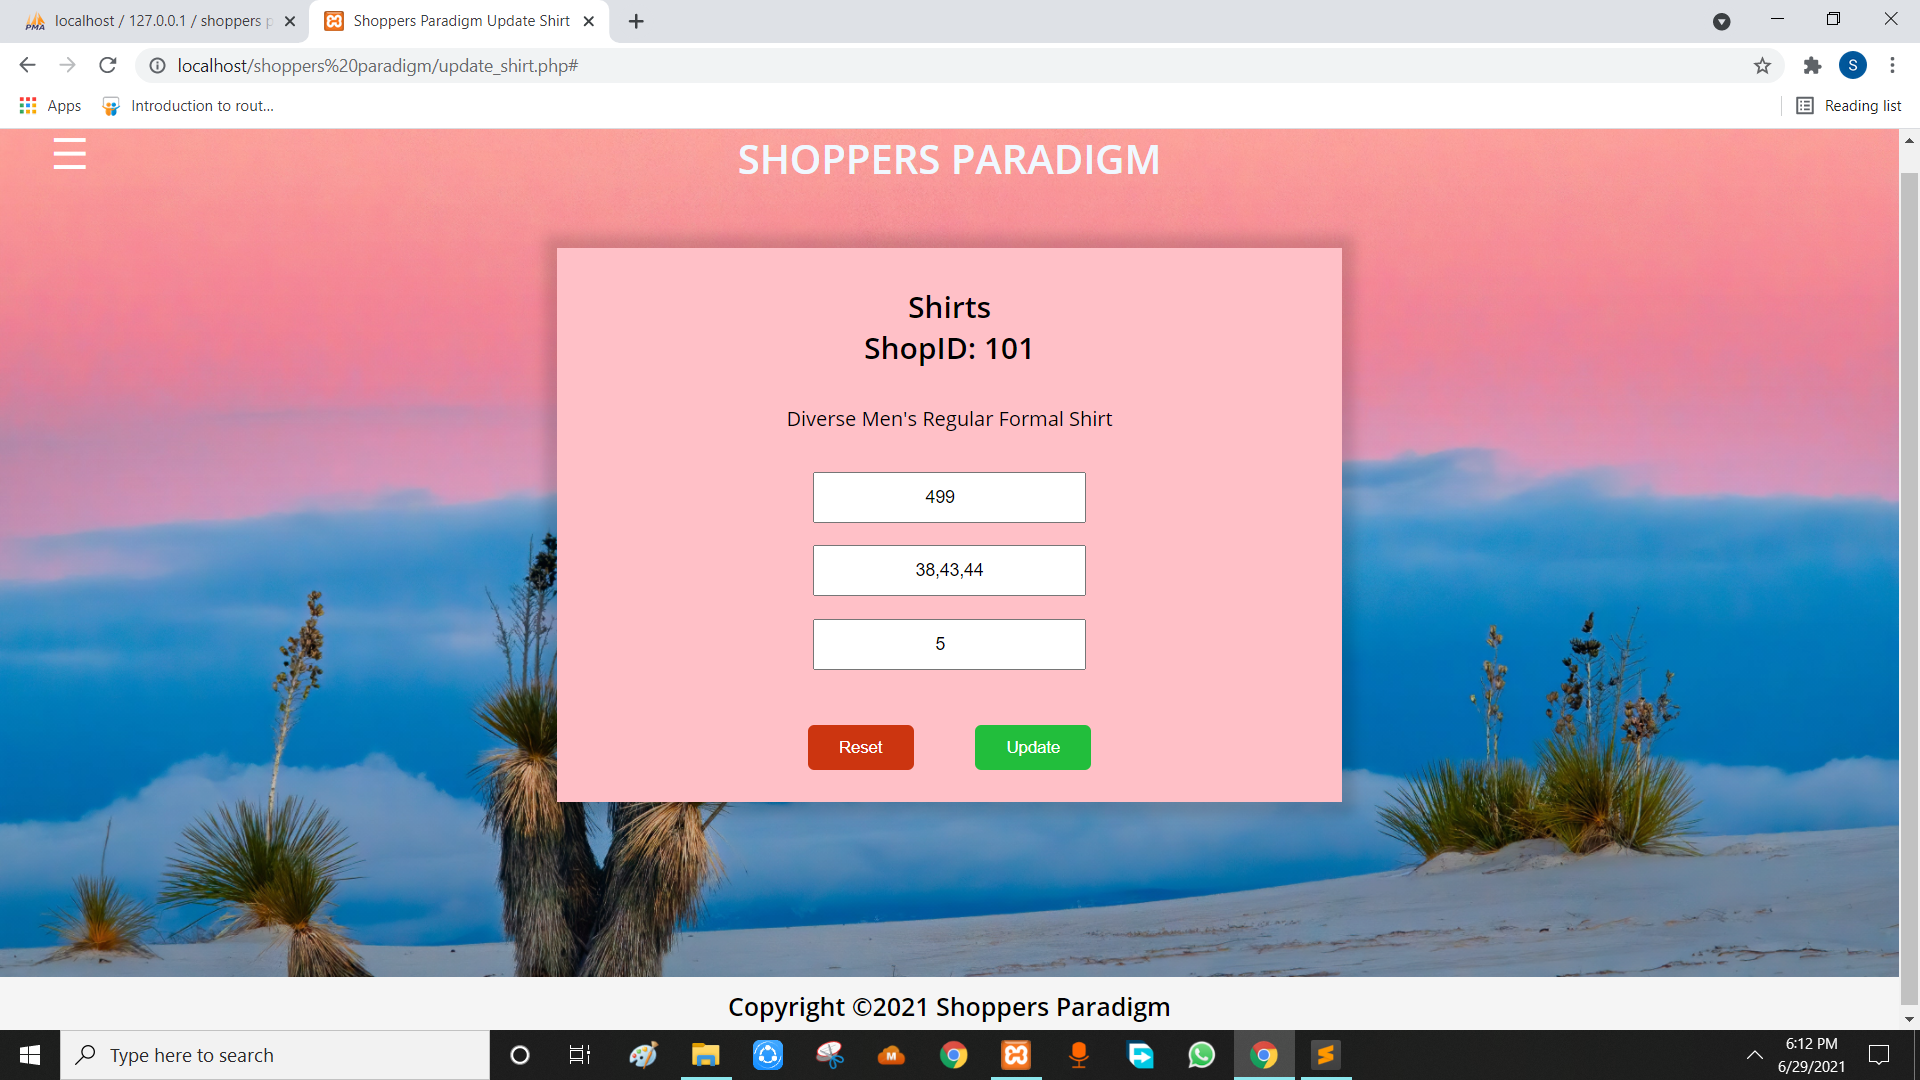 localhost / 127.0.0.1 / shoppers p
Shoppers Paradigm Update Shirt
localhost/shoppers%20paradigm/update_shirt.php#
S
Apps
Introduction to rout...
Reading list
SHOPPERS PARADIGM
Shirts
ShopID: 101
Diverse Men's Regular Formal Shirt
499
38,43,44
5
Reset
Update
Copyright ©2021 Shoppers Paradigm
Type here to search
6:12 PM
6/29/2021